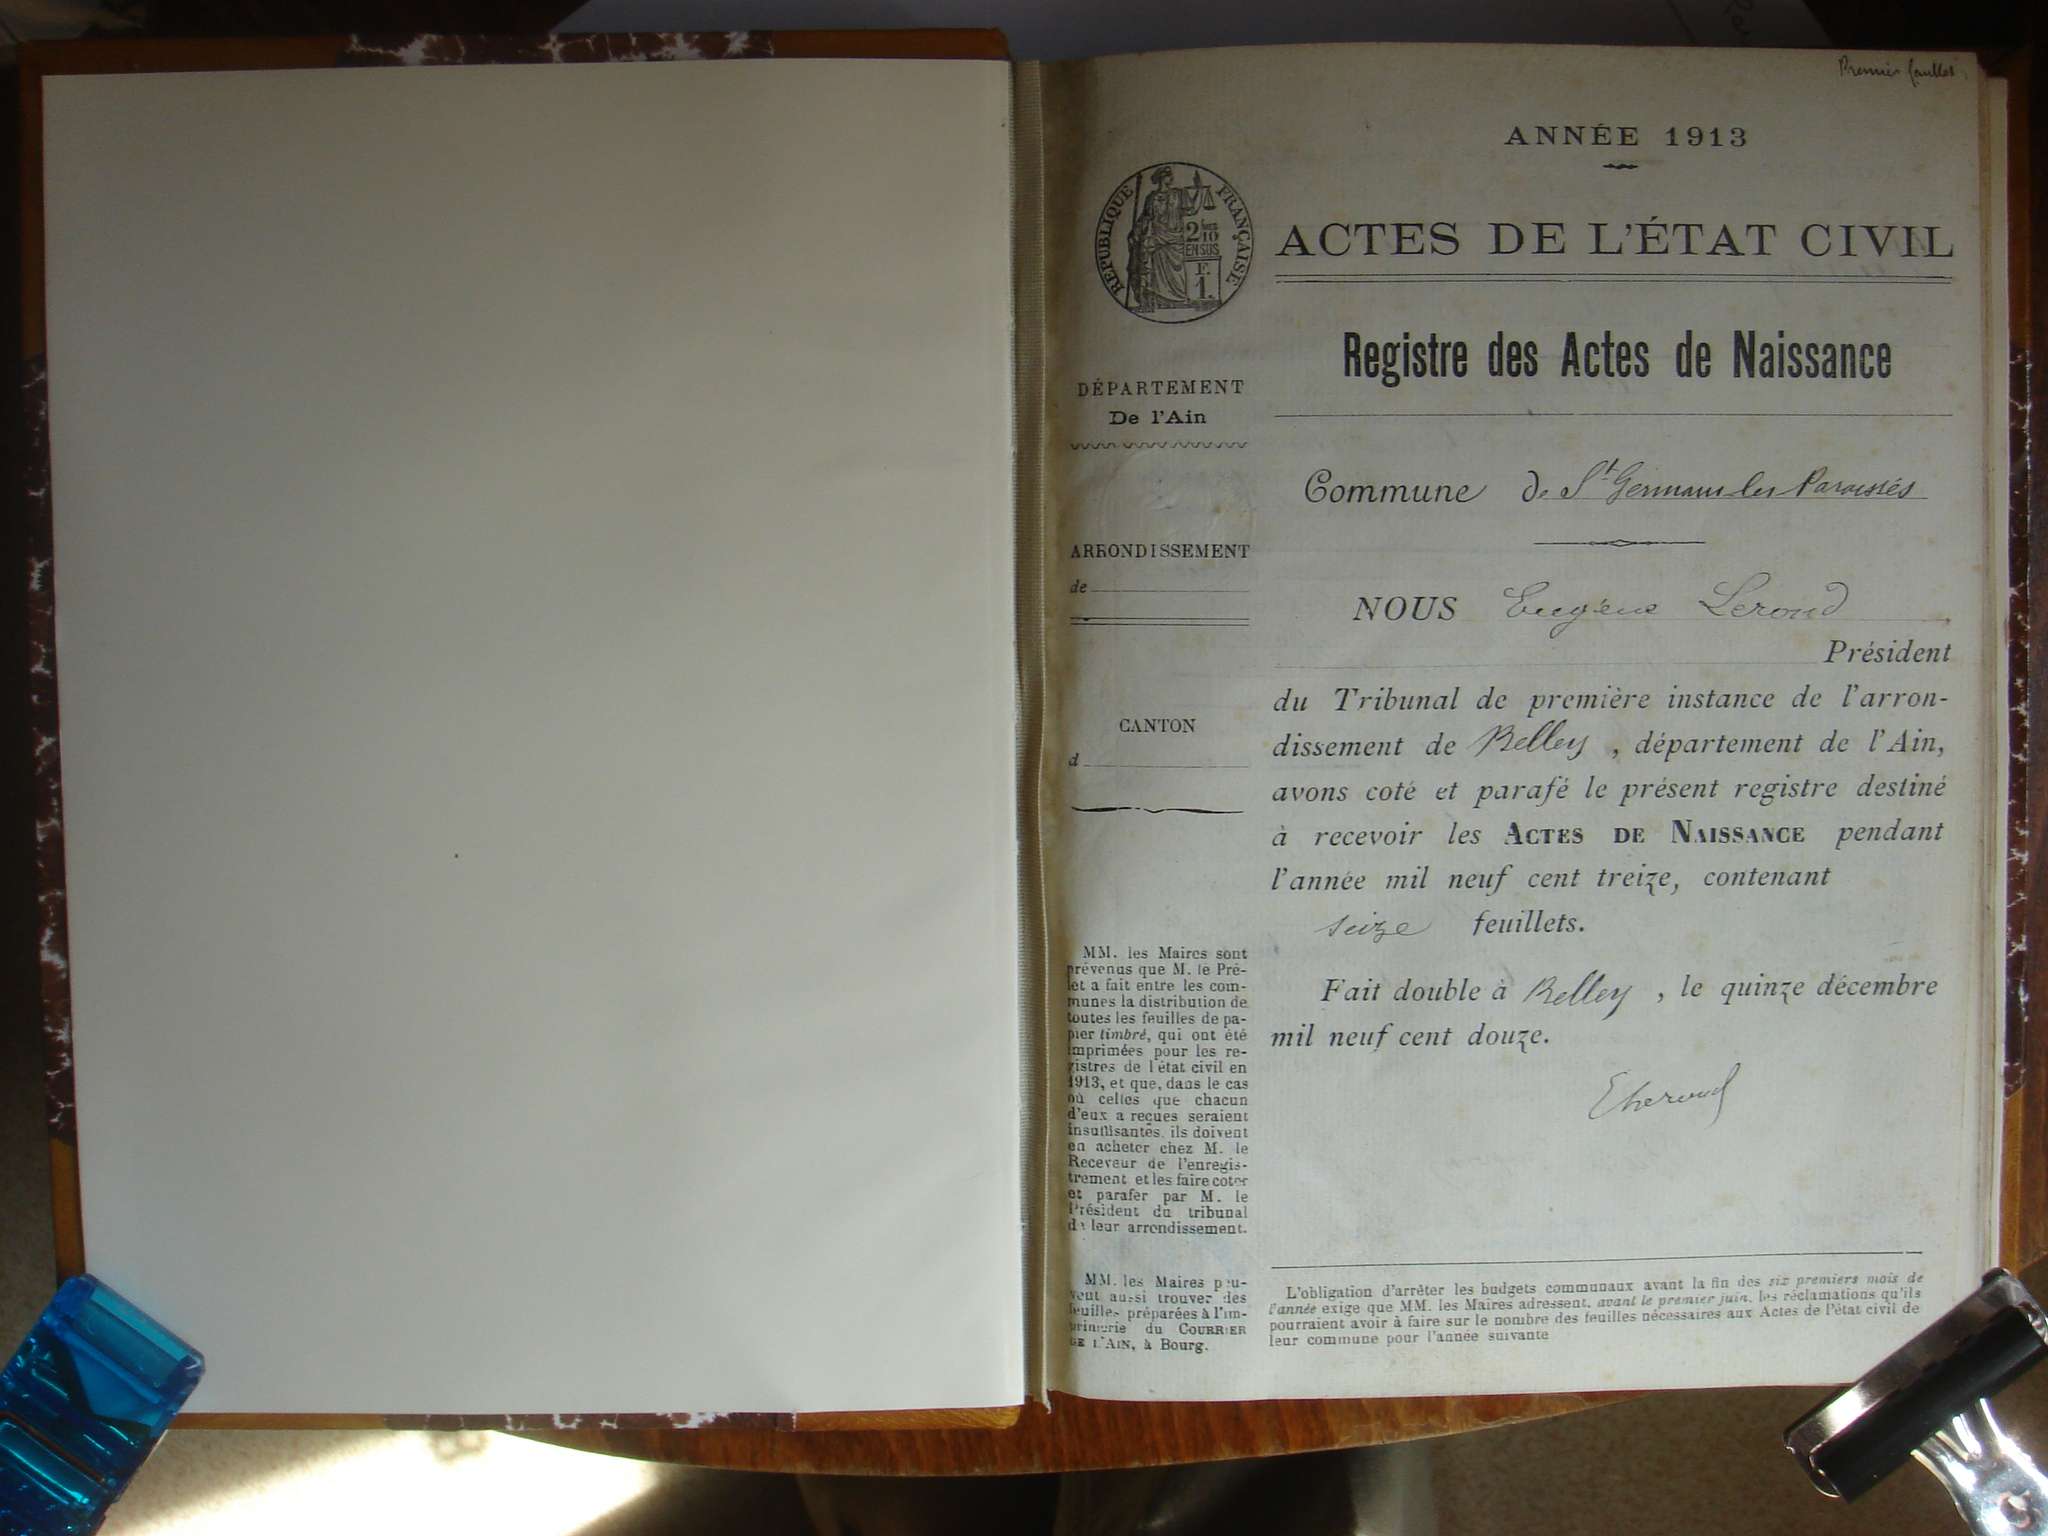 Premier feuillet
ANNÉE 1913
RÉPUBLIQUE FRANÇAISE
2/10
EN SUS
F.
1.
ACTES DE L'ÉTAT CIVIL
Registre des Actes de Naissance
DÉPARTEMENT
De l'Ain
Commune de St Germain les Paroisses
ARRONDISSEMENT
de
NOUS Eugène Leroud
Président
du Tribunal de première instance de l'arron-
dissement de Belley, département de l'Ain,
avons coté et parafé le présent registre destiné
à recevoir les ACTES DE NAISSANCE pendant
l'année mil neuf cent treize, contenant
seize feuillets.
Fait double à Belley, le quinze décembre
mil neuf cent douze.
CANTON
d
MM. les Maires sont
prévenus que M. le Pré-
fet a fait entre les com-
munes la distribution de
toutes les feuilles de pa-
pier timbré, qui ont été
imprimées pour les re-
gistres de l'état civil en
1913, et que, dans le cas
où celles que chacun
d'eux a reçues seraient
insuffisantes, ils doivent
en acheter chez M. le
Receveur de l'enregis-
trement et les faire coter
et parafer par M. le
Président du tribunal
de leur arrondissement.
MM. les Maires peu-
vent aussi trouver des
feuilles préparées à l'im-
primerie du COURRIER
DE L'AIN, à Bourg.
L'obligation d'arrêter les budgets communaux avant la fin des six premiers mois de
l'année exige que MM. les Maires adressent, avant le premier juin, les réclamations qu'ils
pourraient avoir à faire sur le nombre des feuilles nécessaires aux Actes de l'état civil de
leur commune pour l'année suivante